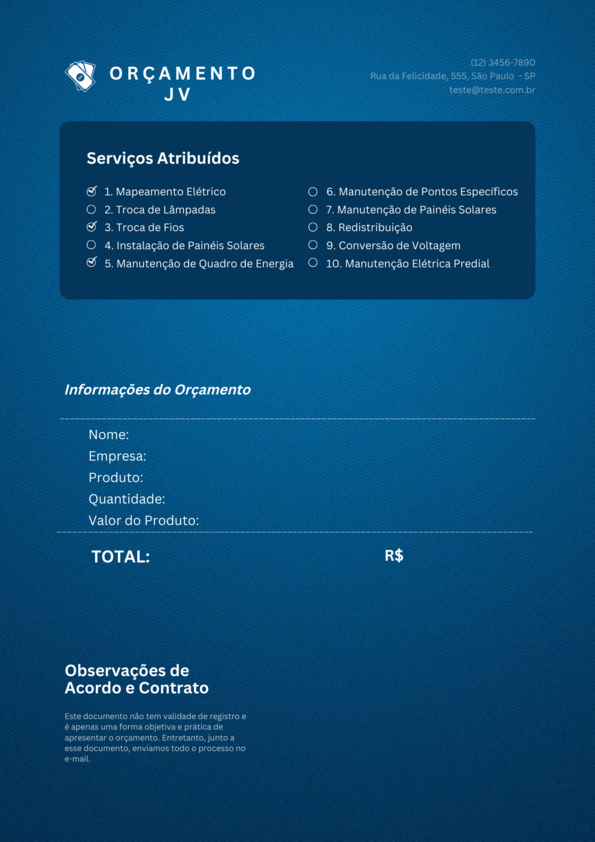 ORÇAMENTO
JV
(12) 3456-7890
Rua da Felicidade, 555, São Paulo - SP
teste@teste.com.br
Serviços Atribuídos
1. Mapeamento Elétrico
2. Troca de Lâmpadas
3. Troca de Fios
4. Instalação de Painéis Solares
5. Manutenção de Quadro de Energia
6. Manutenção de Pontos Específicos
7. Manutenção de Painéis Solares
8. Redistribuição
9. Conversão de Voltagem
10. Manutenção Elétrica Predial
Informações do Orçamento
Nome:
Empresa:
Produto:
Quantidade:
Valor do Produto:
TOTAL: R$
Observações de
Acordo e Contrato
Este documento não tem validade de registro e
é apenas uma forma objetiva e prática de
apresentar o orçamento. Entretanto, junto a
esse documento, enviamos todo o processo no
e-mail.